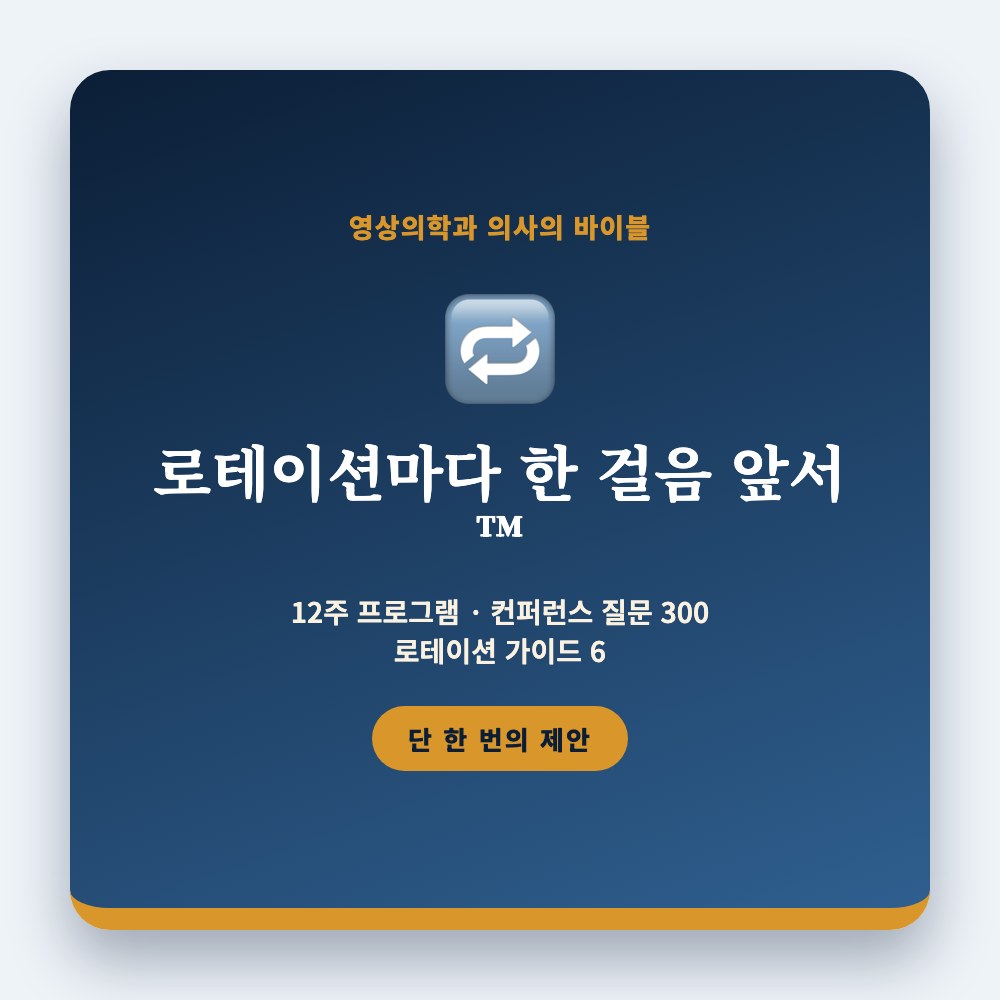 영상의학과 의사의 바이블
로테이션마다 한 걸음 앞서
™
12주 프로그램 · 컨퍼런스 질문 300
로테이션 가이드 6
단 한 번의 제안